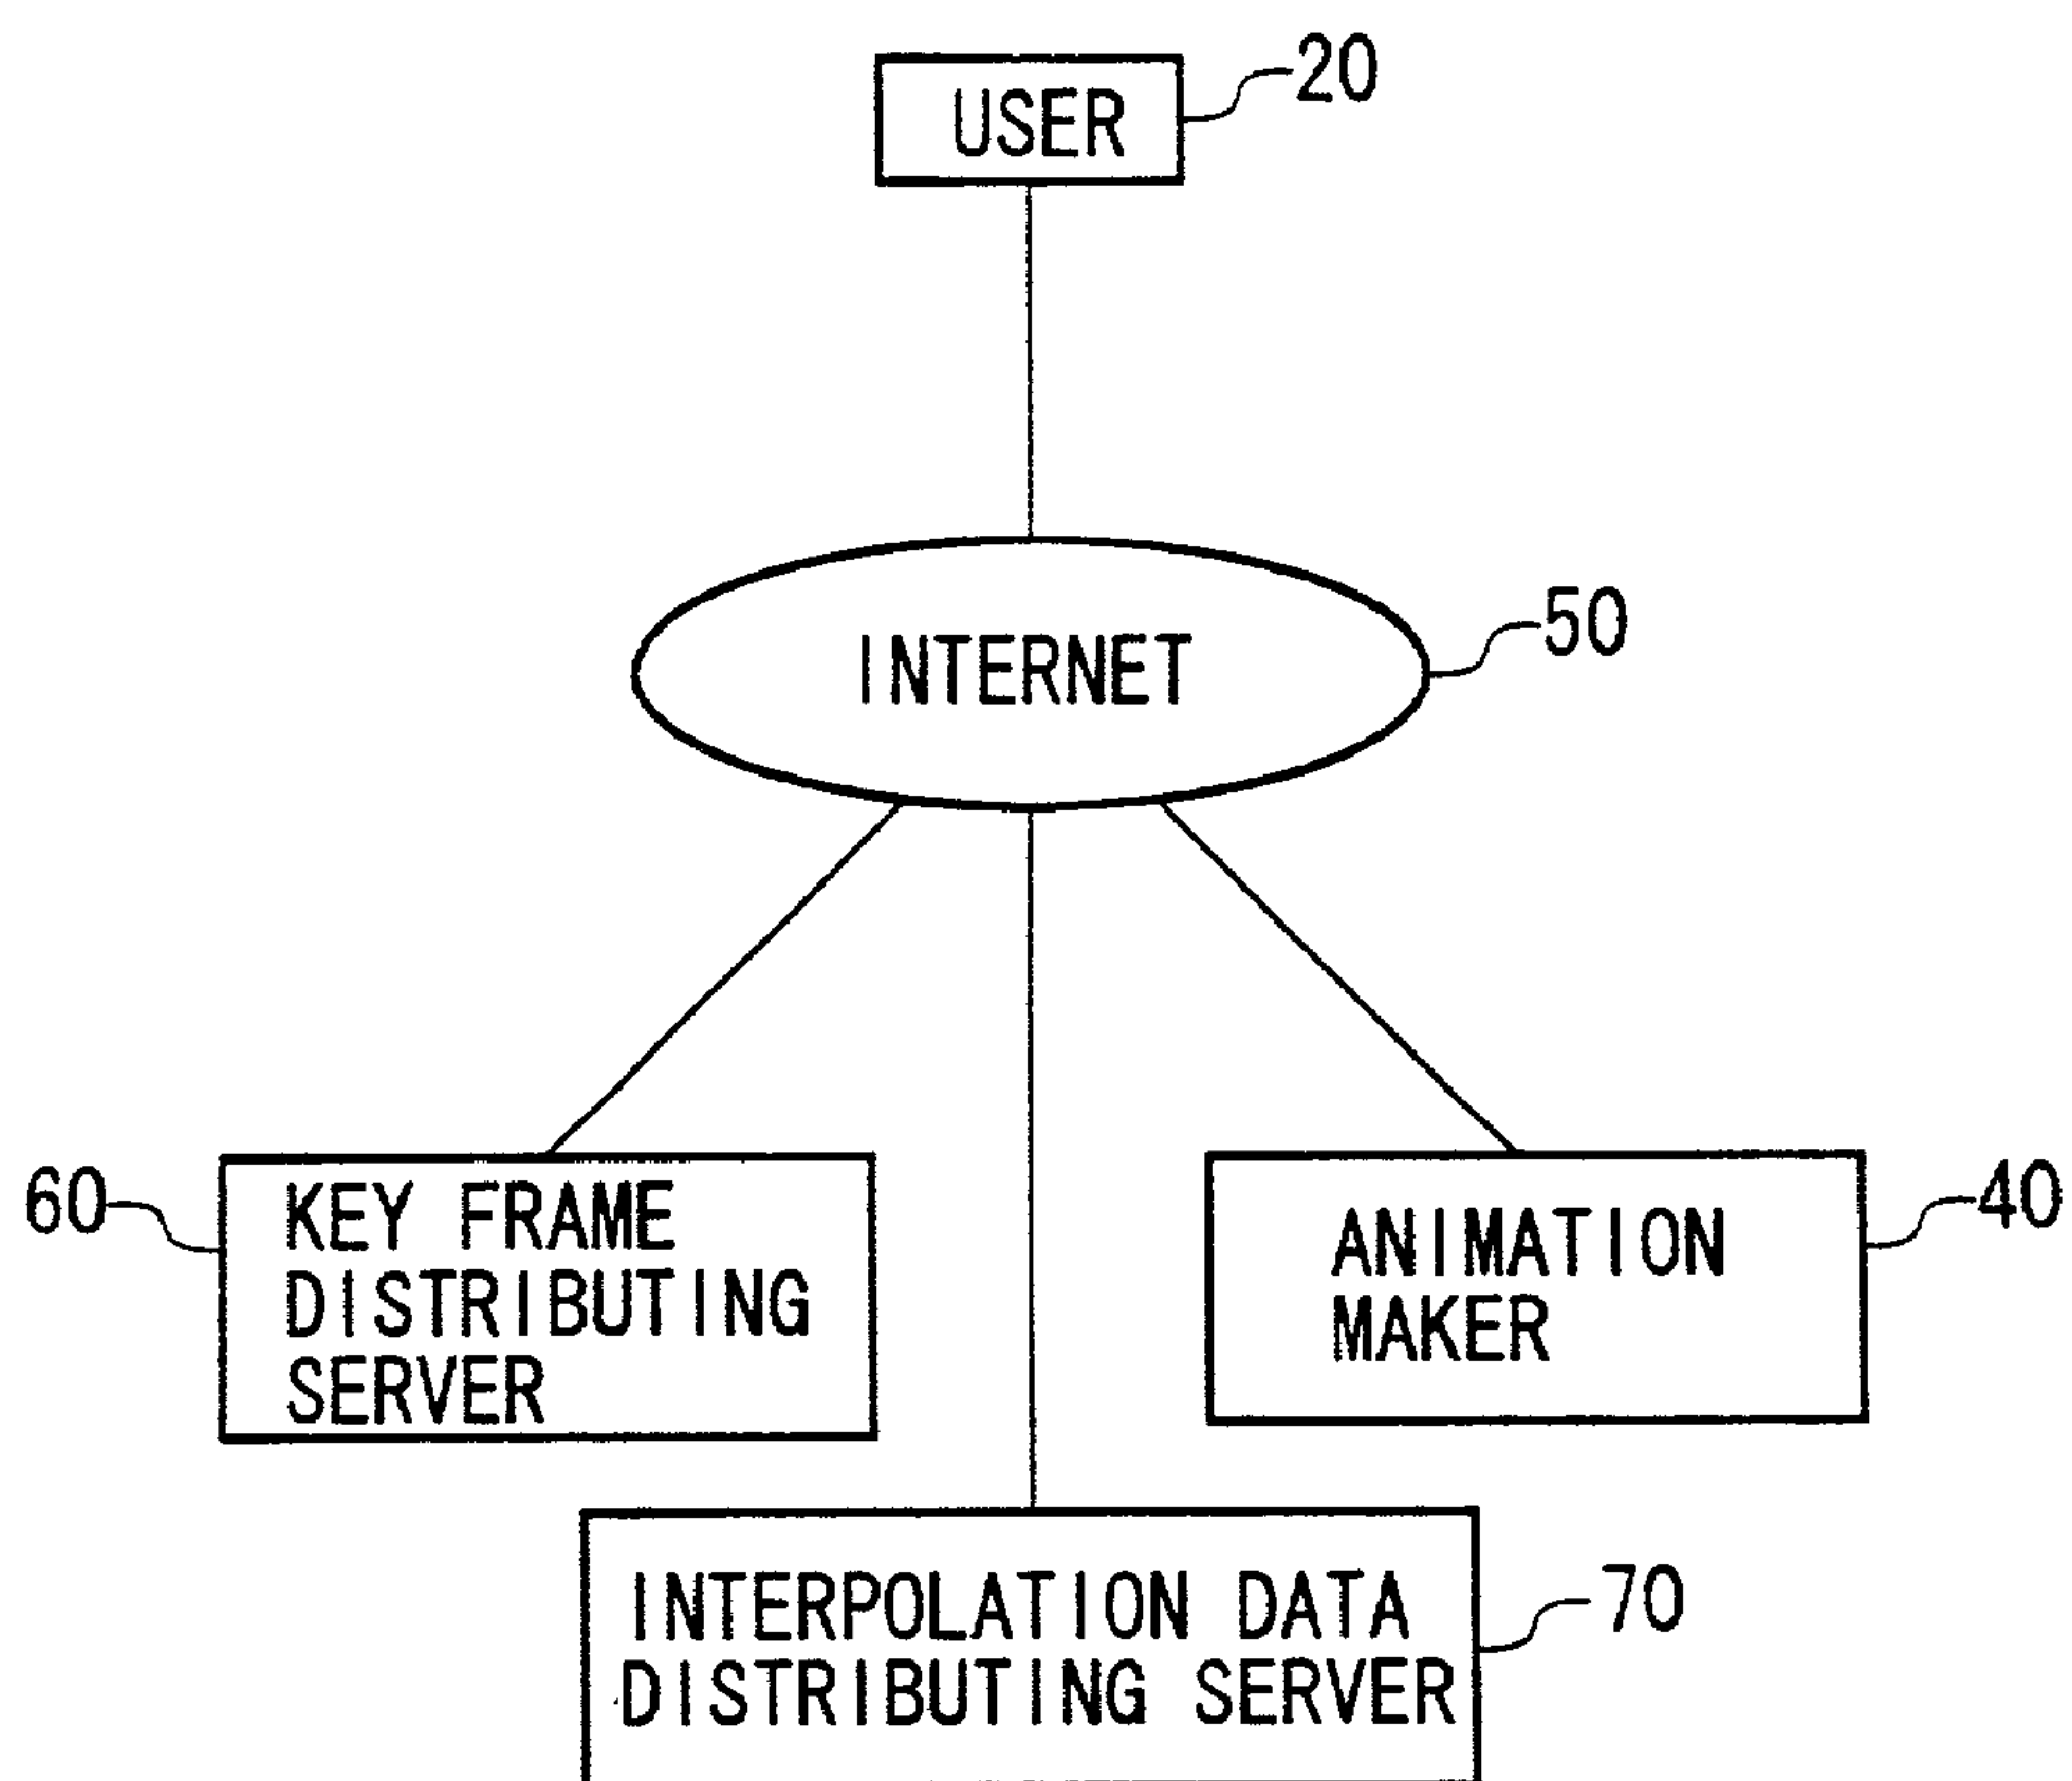 USER
20
INTERNET
50
60
KEY FRAME
DISTRIBUTING
SERVER
ANIMATION
MAKER
40
INTERPOLATION DATA
DISTRIBUTING SERVER
70